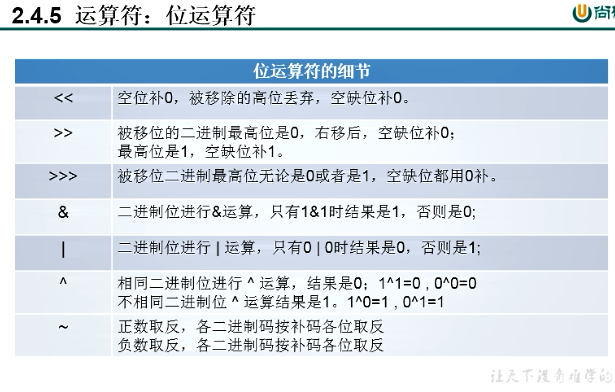 2.4.5 运算符：位运算符
尚硅
位运算符的细节
<< 空位补0，被移除的高位丢弃，空缺位补0。
>> 被移位的二进制最高位是0，右移后，空缺位补0；
最高位是1，空缺位补1。
>>> 被移位二进制最高位无论是0或者是1，空缺位都用0补。
& 二进制位进行&运算，只有1&1时结果是1，否则是0;
| 二进制位进行 | 运算，只有0 | 0时结果是0，否则是1;
^ 相同二进制位进行 ^ 运算，结果是0；1^1=0 , 0^0=0
不相同二进制位 ^ 运算结果是1。1^0=1 , 0^1=1
~ 正数取反，各二进制码按补码各位取反
负数取反，各二进制码按补码各位取反
让天下没有难学的